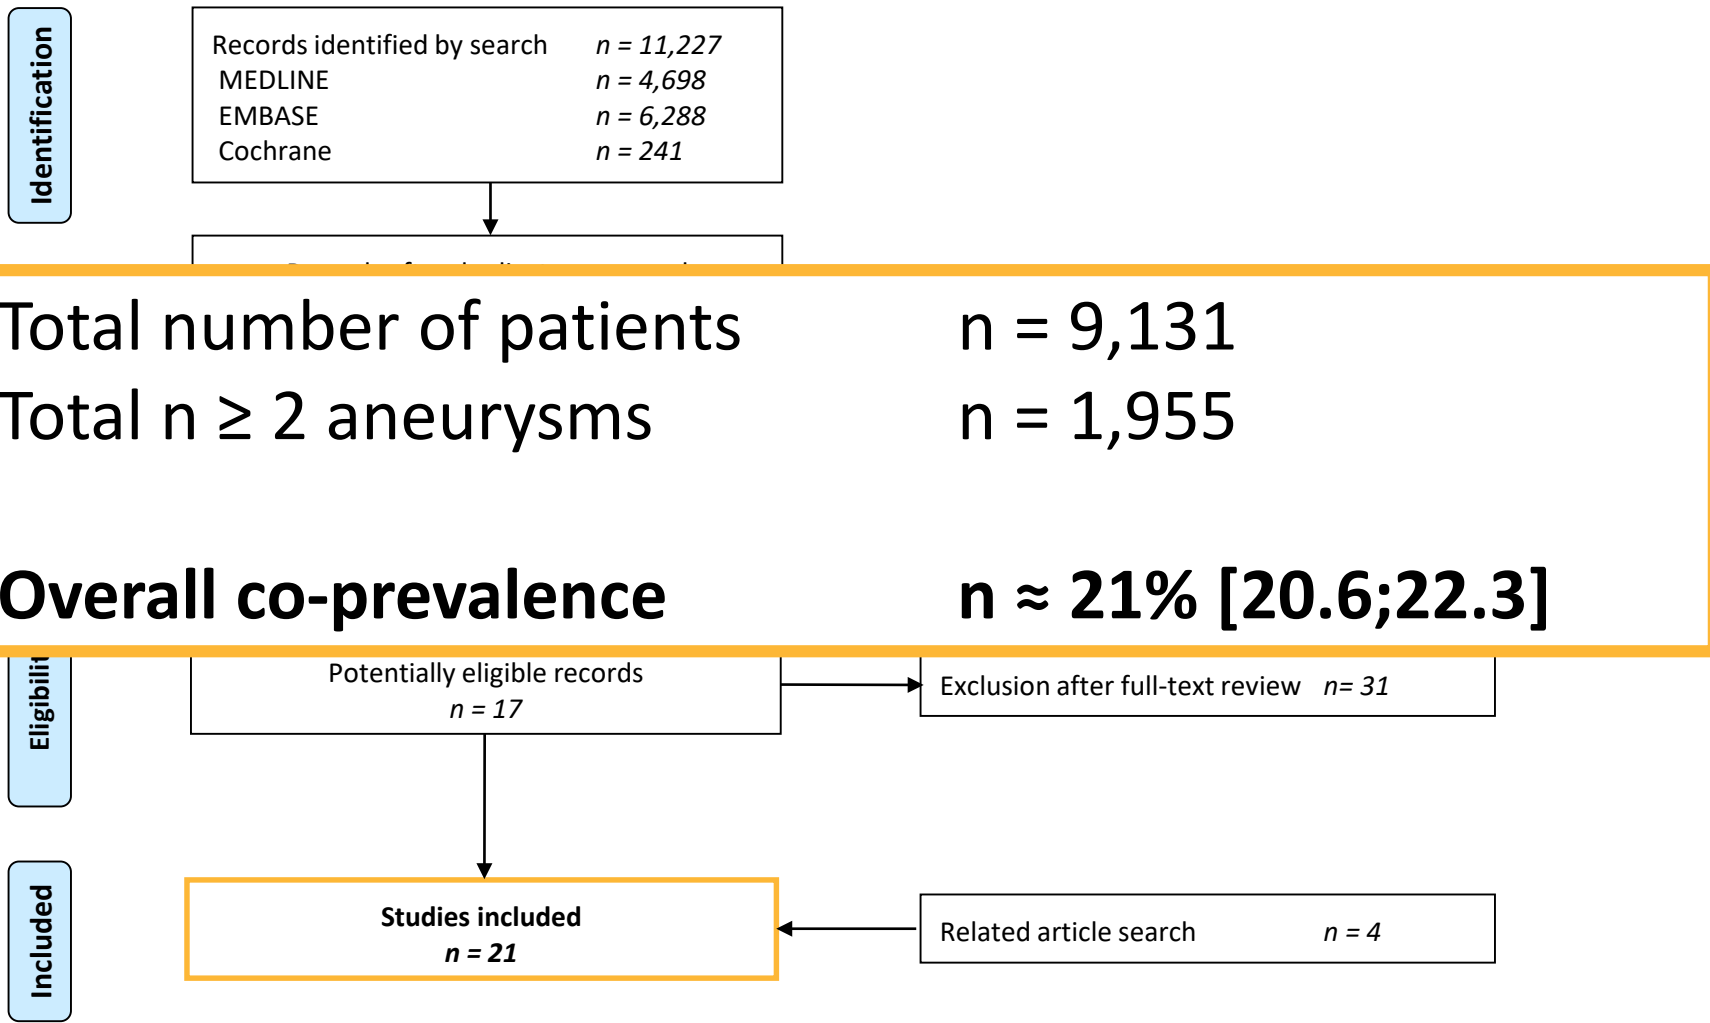 Identification
Records identified by search n = 11,227
MEDLINE n = 4,698
EMBASE n = 6,288
Cochrane n = 241
Total number of patients n = 9,131
Total n ≥ 2 aneurysms n = 1,955
Overall co-prevalence n ≈ 21% [20.6;22.3]
Potentially eligible records
n = 17
Exclusion after full-text review n= 31
Included
Studies included
n = 21
Related article search n = 4